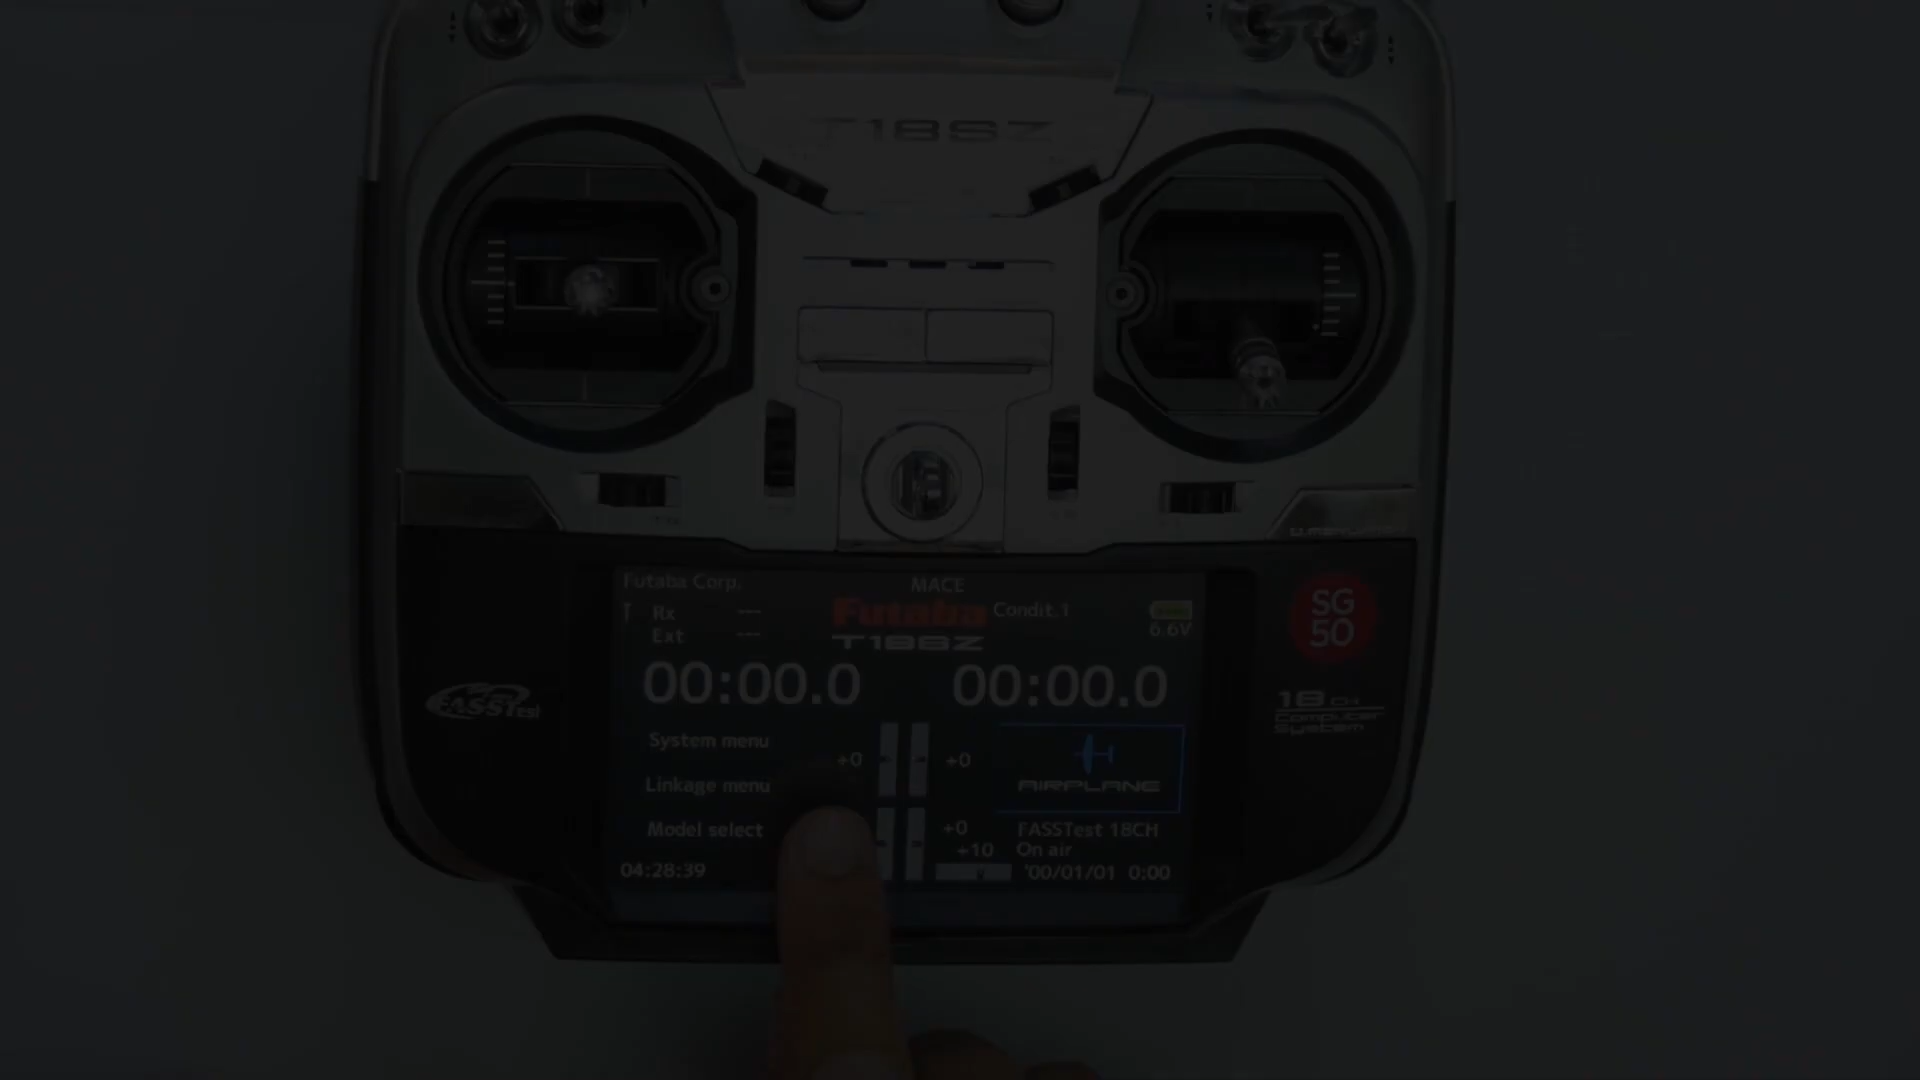 T18SZ
Futaba Corp.
MACE
Rx ---
Futaba
Condit.1
Ext ---
6.6V
T18SZ
00:00.0
00:00.0
System menu
+0
+0
Linkage menu
AIRPLANE
Model select
+0
FASSTest 18CH
+10
On air
04:28:39
'00/01/01 0:00
FASSTest
SG
50
18CH
Computer
System